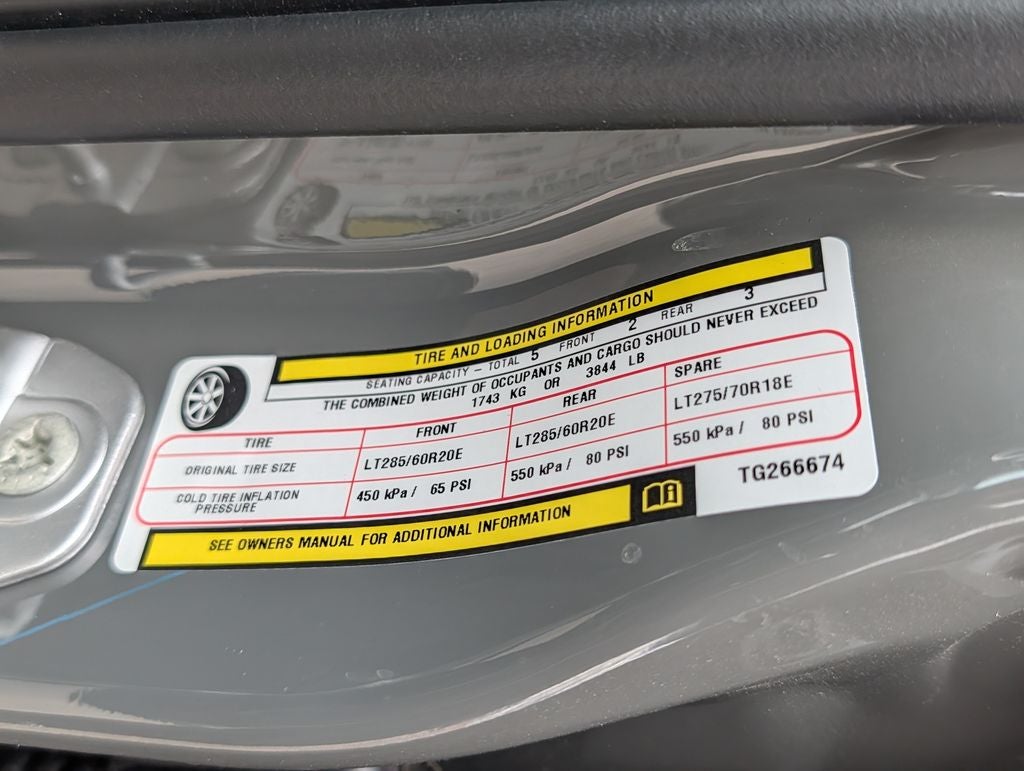 TIRE AND LOADING INFORMATION
SEATING CAPACITY - TOTAL 5 FRONT 2 REAR 3
THE COMBINED WEIGHT OF OCCUPANTS AND CARGO SHOULD NEVER EXCEED
1743 KG OR 3844 LB
TIRE FRONT REAR SPARE
ORIGINAL TIRE SIZE LT285/60R20E LT285/60R20E LT275/70R18E
COLD TIRE INFLATION PRESSURE 450 kPa / 65 PSI 550 kPa / 80 PSI 550 kPa / 80 PSI
SEE OWNERS MANUAL FOR ADDITIONAL INFORMATION
TG266674